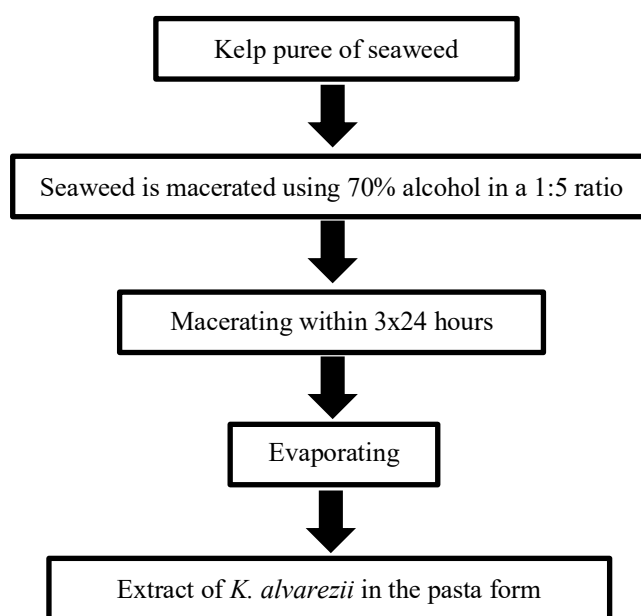 Kelp puree of seaweed
Seaweed is macerated using 70% alcohol in a 1:5 ratio
Macerating within 3x24 hours
Evaporating
Extract of K. alvarezii in the pasta form